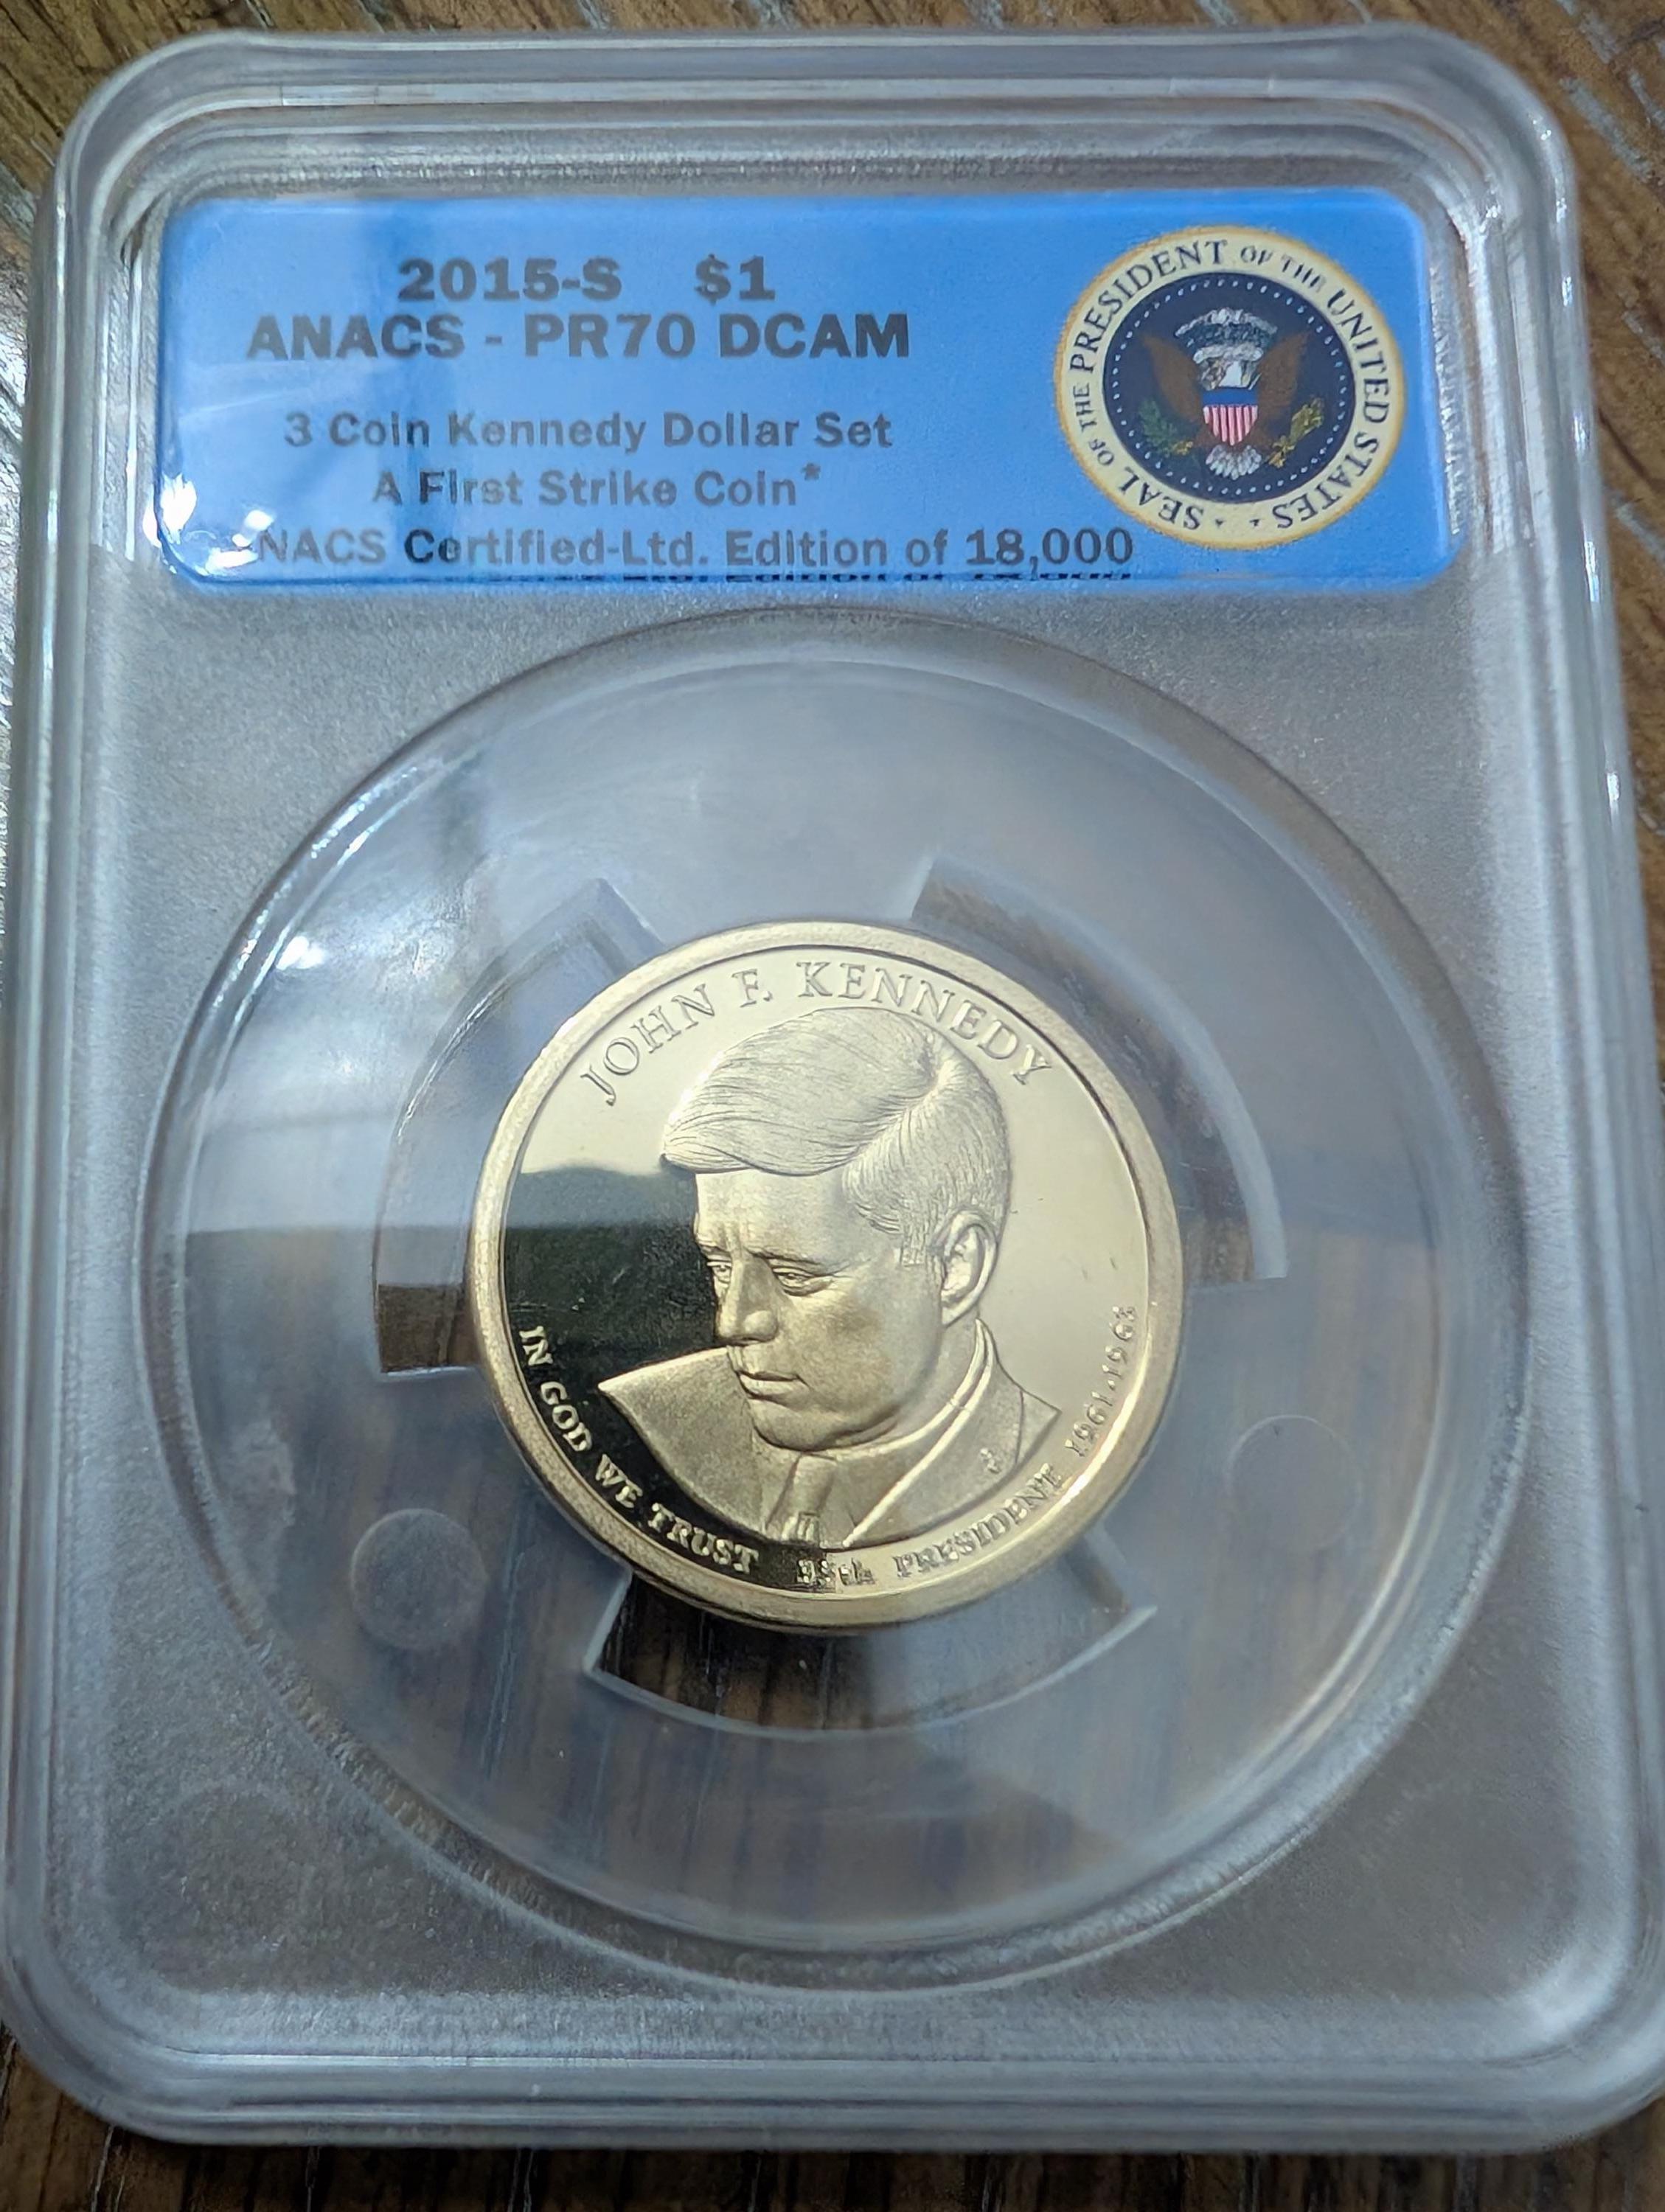 2015-S $1
ANACS - PR70 DCAM
3 Coin Kennedy Dollar Set
A First Strike Coin*
NACS Certified-Ltd. Edition of 18,000
SEAL OF THE PRESIDENT OF THE UNITED STATES
JOHN F. KENNEDY
IN GOD WE TRUST
35th PRESIDENT 1961-1963